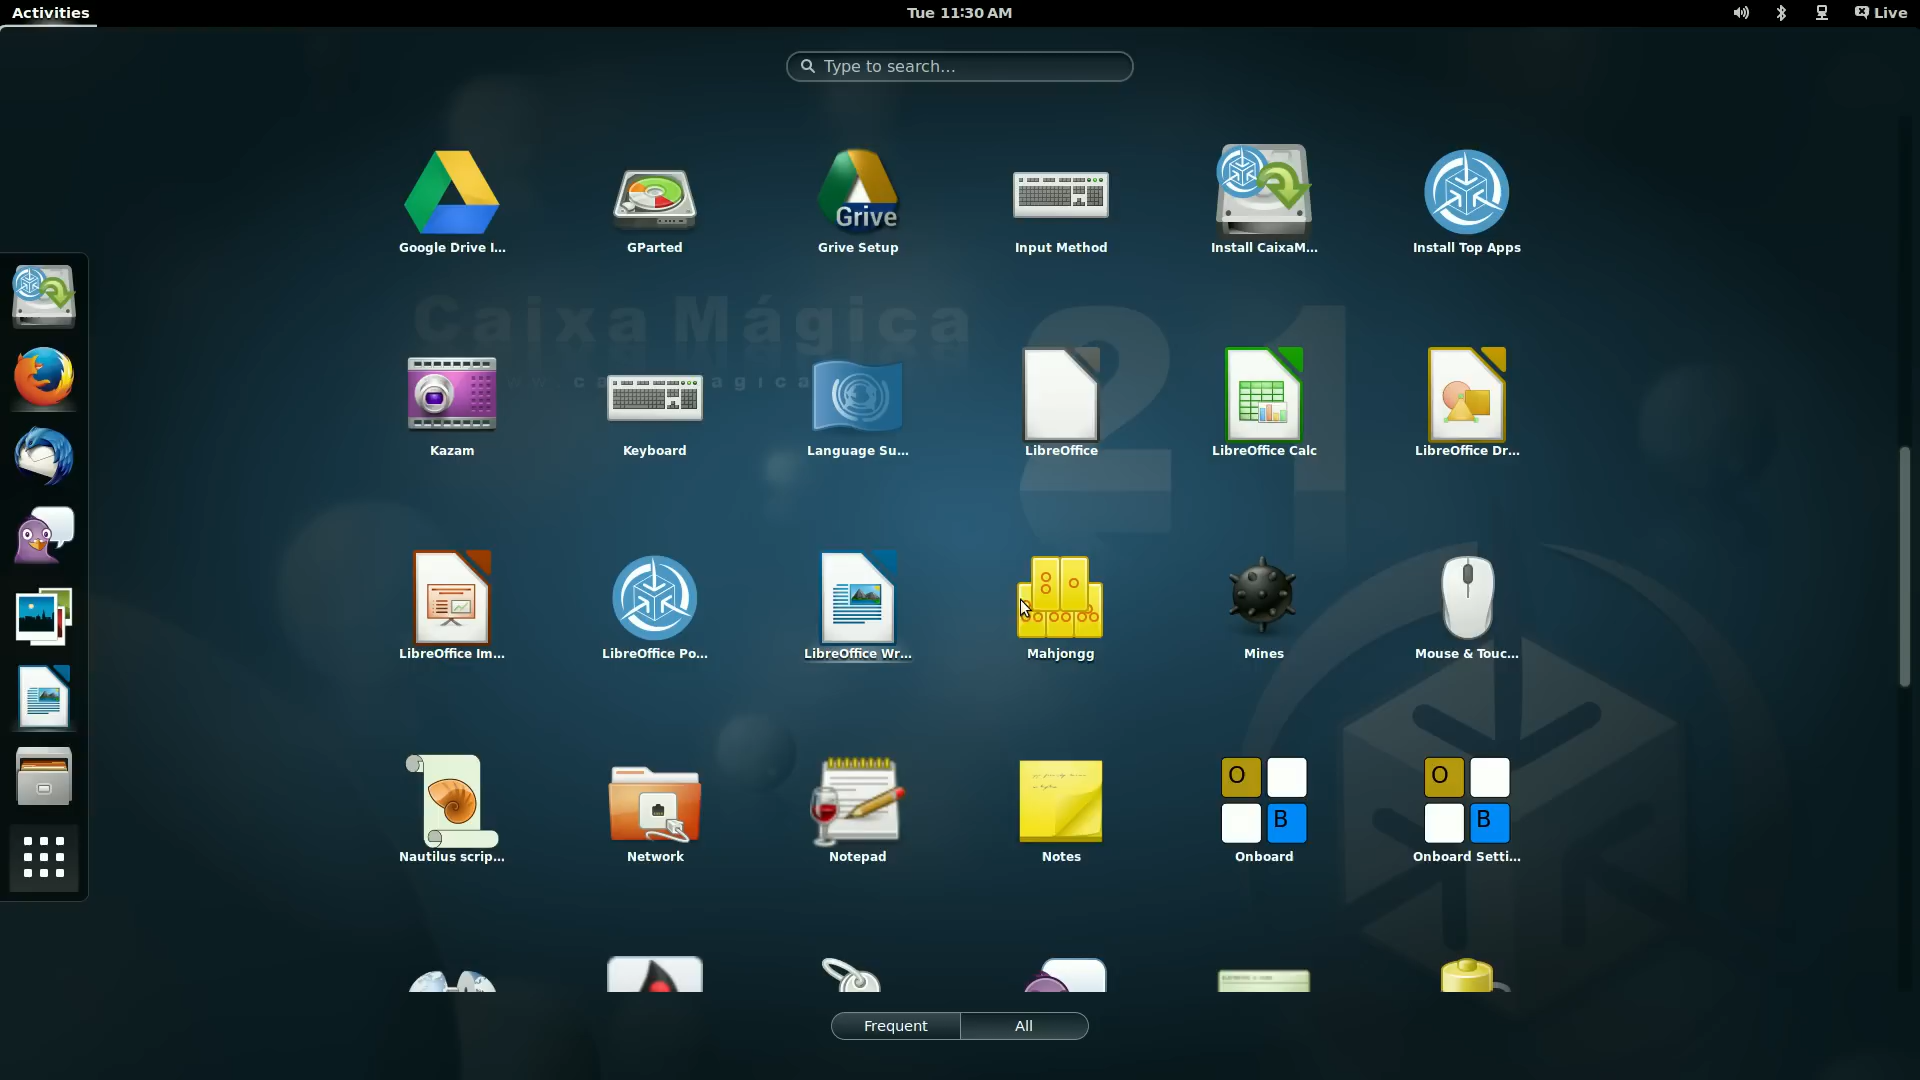 Activities
Tue 11:30 AM
Live
Type to search...
Google Drive I...
GParted
Grive
Grive Setup
Input Method
Install CaixaM...
Install Top Apps
Caixa Mágica
21
Kazam
Keyboard
Language Su...
LibreOffice
LibreOffice Calc
LibreOffice Dr...
LibreOffice Im...
LibreOffice Po...
LibreOffice Wr...
Mahjongg
Mines
Mouse & Touc...
O
B
O
B
Nautilus scrip...
Network
Notepad
Notes
Onboard
Onboard Setti...
Frequent
All